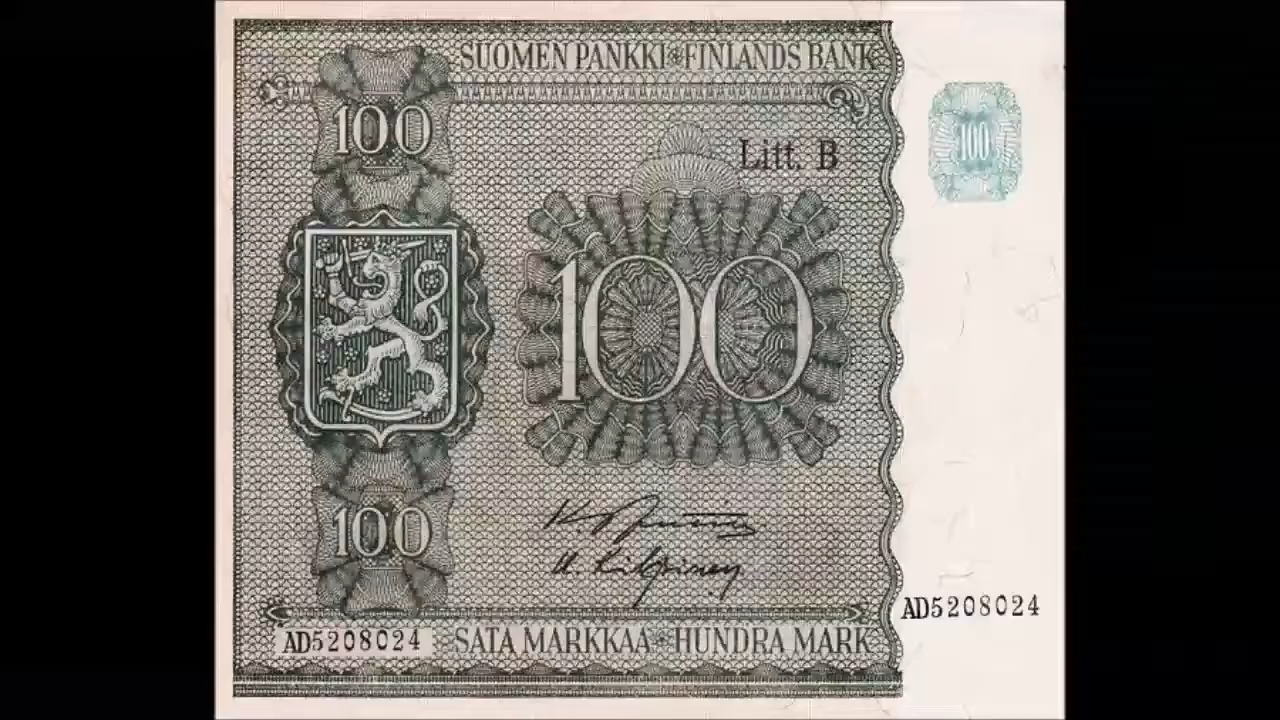 SUOMEN PANKKI FINLANDS BANK
100
100
Litt. B
100
100
AD5208024
AD5208024
SATA MARKKAA HUNDRA MARK